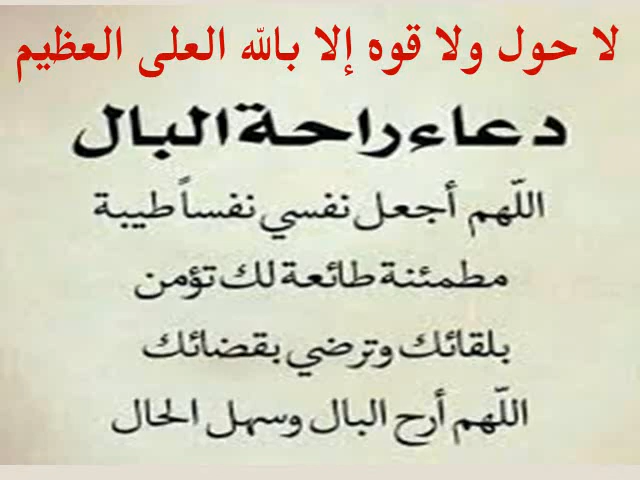 لا حول ولا قوه إلا بالله العلى العظيم
دعاء راحة البال
اللّهم أجعل نفسي نفساً طيبة
مطمئنة طائعة لك تؤمن
بلقائك وترضي بقضائك
اللّهم أرح البال وسهل الحال